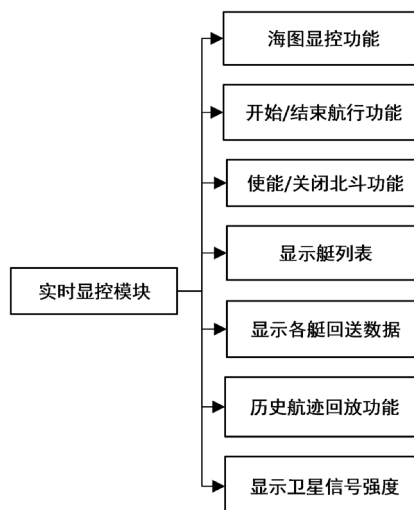 海图显控功能
开始/结束航行功能
使能/关闭北斗功能
显示艇列表
实时显控模块
显示各艇回送数据
历史航迹回放功能
显示卫星信号强度